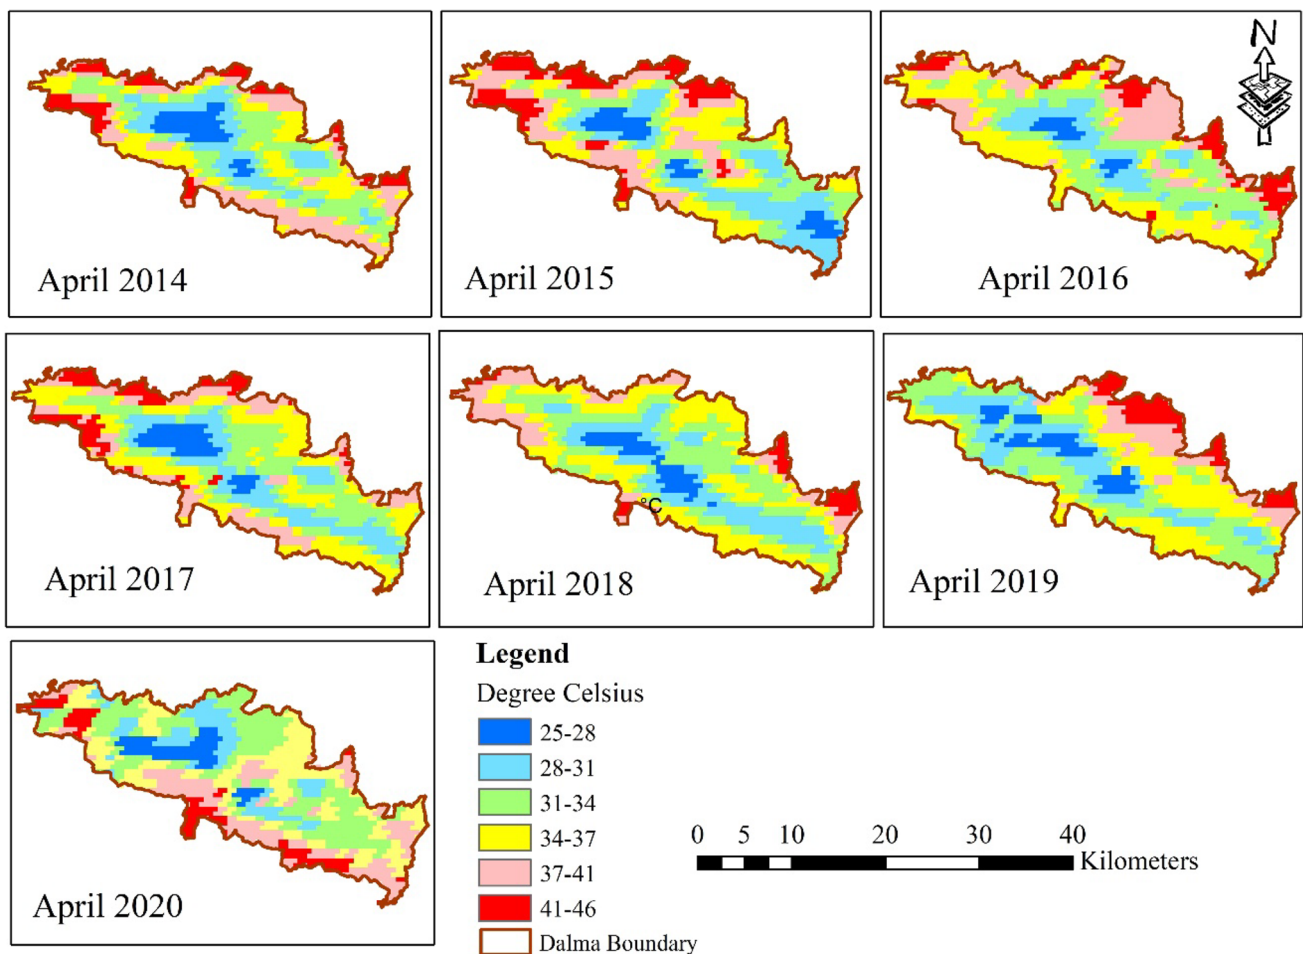 N
April 2014
April 2015
April 2016
April 2017
°C
April 2018
April 2019
April 2020
Legend
Degree Celsius
25-28
28-31
31-34
34-37
37-41
41-46
Dalma Boundary
0 5 10 20 30 40
Kilometers